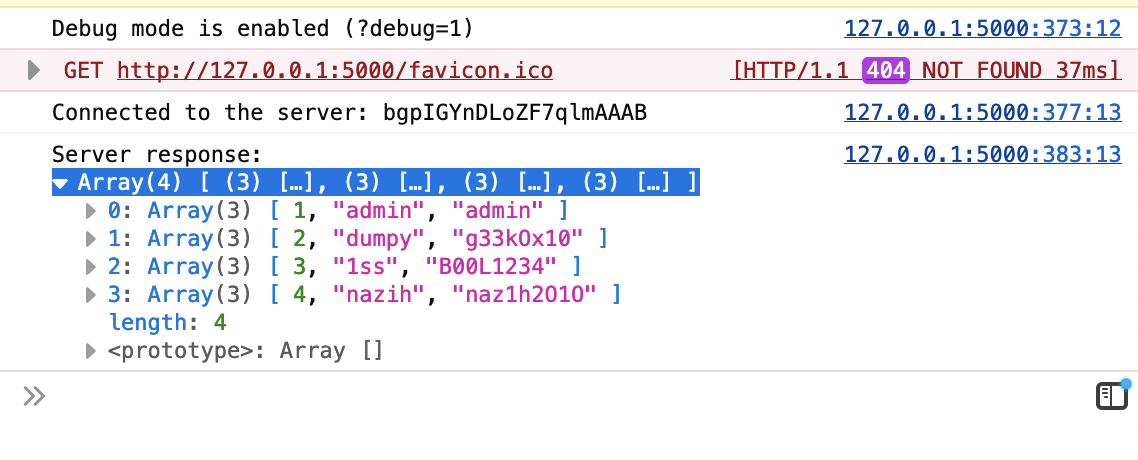 Debug mode is enabled (?debug=1) 127.0.0.1:5000:373:12
GET http://127.0.0.1:5000/favicon.ico [HTTP/1.1 404 NOT FOUND 37ms]
Connected to the server: bgpIGYnDLoZF7qlmAAAB 127.0.0.1:5000:377:13
Server response: 127.0.0.1:5000:383:13
Array(4) [ (3) […], (3) […], (3) […], (3) […] ]
0: Array(3) [ 1, "admin", "admin" ]
1: Array(3) [ 2, "dumpy", "g33kOx10" ]
2: Array(3) [ 3, "1ss", "B00L1234" ]
3: Array(3) [ 4, "nazih", "naz1h2O1O" ]
length: 4
<prototype>: Array []